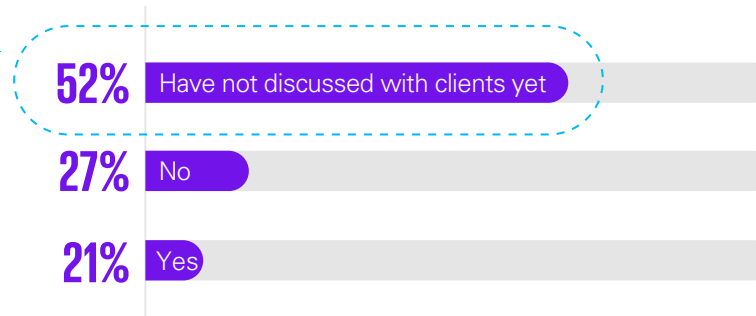 52% Have not discussed with clients yet
27% No
21% Yes